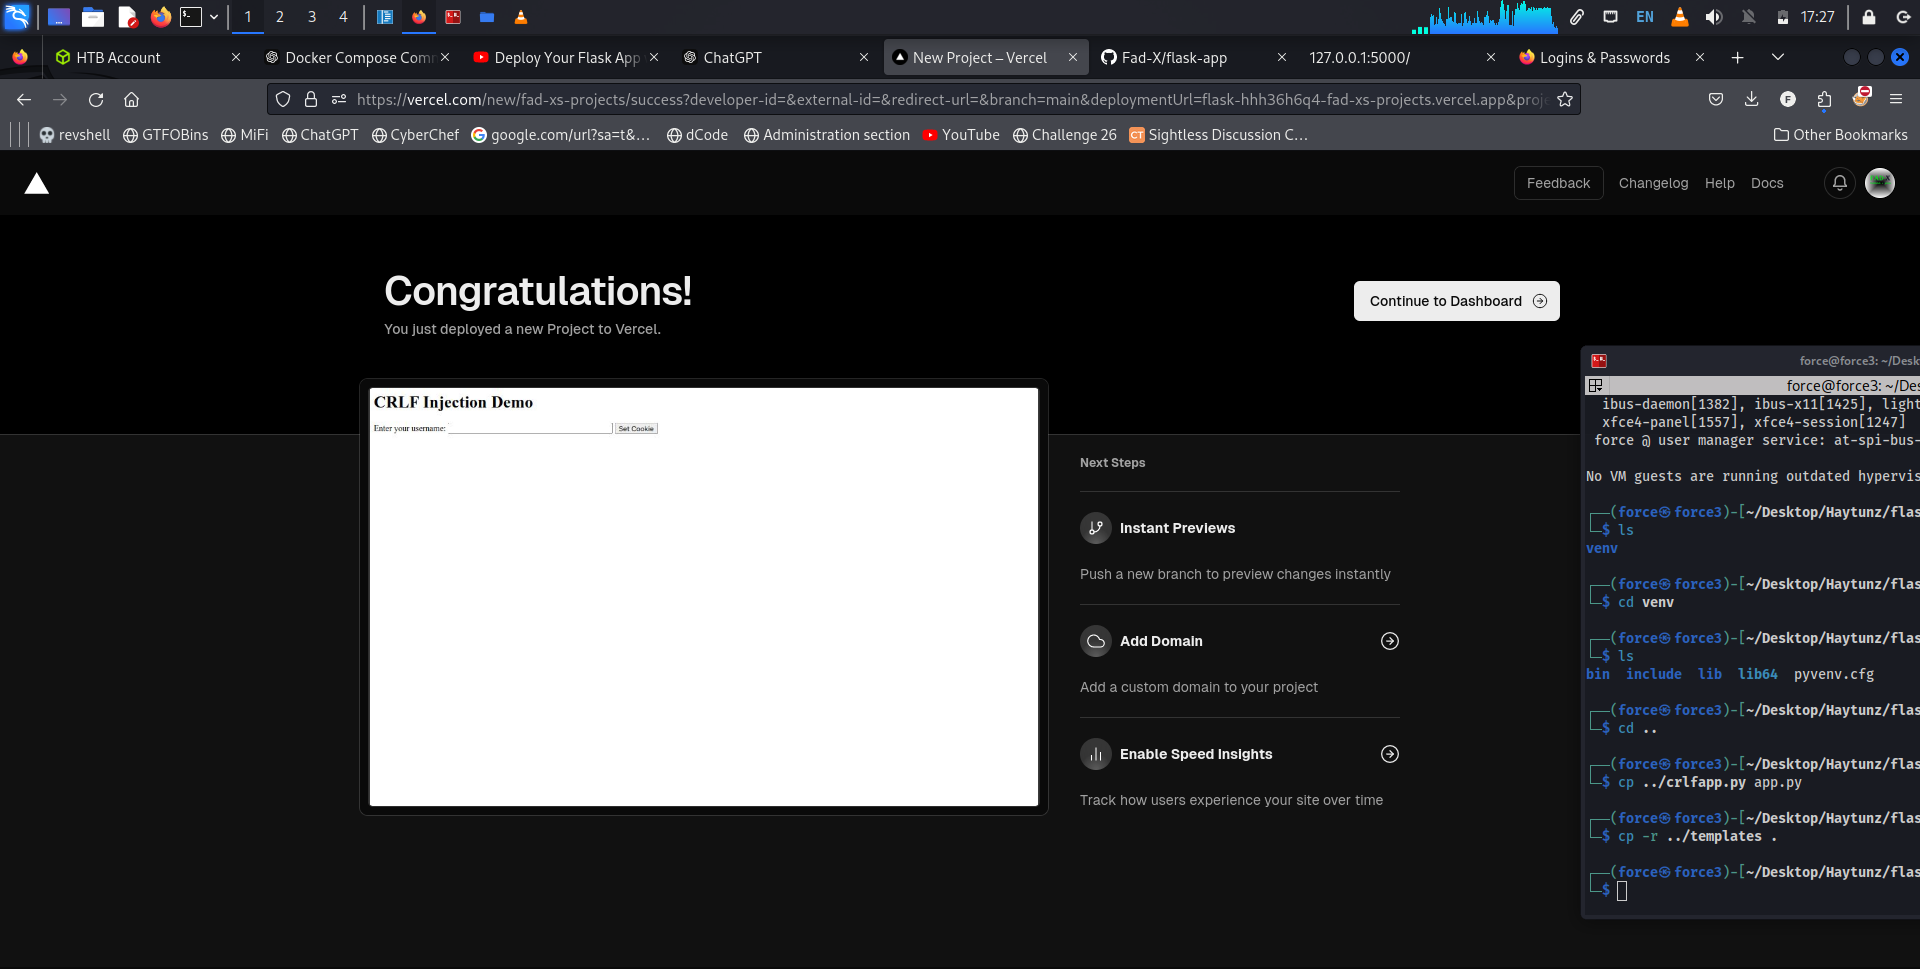 1 2 3 4 EN 17:27
HTB Account Docker Compose Com Deploy Your Flask App ChatGPT New Project – Vercel Fad-X/flask-app 127.0.0.1:5000/ Logins & Passwords
https://vercel.com/new/fad-xs-projects/success?developer-id=&external-id=&redirect-url=&branch=main&deploymentUrl=flask-hhh36h6q4-fad-xs-projects.vercel.app&proj
revshell GTFOBins MiFi ChatGPT CyberChef google.com/url?sa=t&... dCode Administration section YouTube Challenge 26 CT Sightless Discussion C... Other Bookmarks
Feedback Changelog Help Docs
Congratulations!
You just deployed a new Project to Vercel.
Continue to Dashboard
CRLF Injection Demo
Enter your username: Set Cookie
Next Steps
Instant Previews
Push a new branch to preview changes instantly
Add Domain
Add a custom domain to your project
Enable Speed Insights
Track how users experience your site over time
force@force3: ~/Desk
force@force3: ~/Des
ibus-daemon[1382], ibus-x11[1425], light
xfce4-panel[1557], xfce4-session[1247]
force @ user manager service: at-spi-bus-
No VM guests are running outdated hypervis
(force㉿force3)-[~/Desktop/Haytunz/flas
$ ls
venv
(force㉿force3)-[~/Desktop/Haytunz/flas
$ cd venv
(force㉿force3)-[~/Desktop/Haytunz/flas
$ ls
bin include lib lib64 pyvenv.cfg
(force㉿force3)-[~/Desktop/Haytunz/flas
$ cd ..
(force㉿force3)-[~/Desktop/Haytunz/flas
$ cp ../crlfapp.py app.py
(force㉿force3)-[~/Desktop/Haytunz/flas
$ cp -r ../templates .
(force㉿force3)-[~/Desktop/Haytunz/flas
$